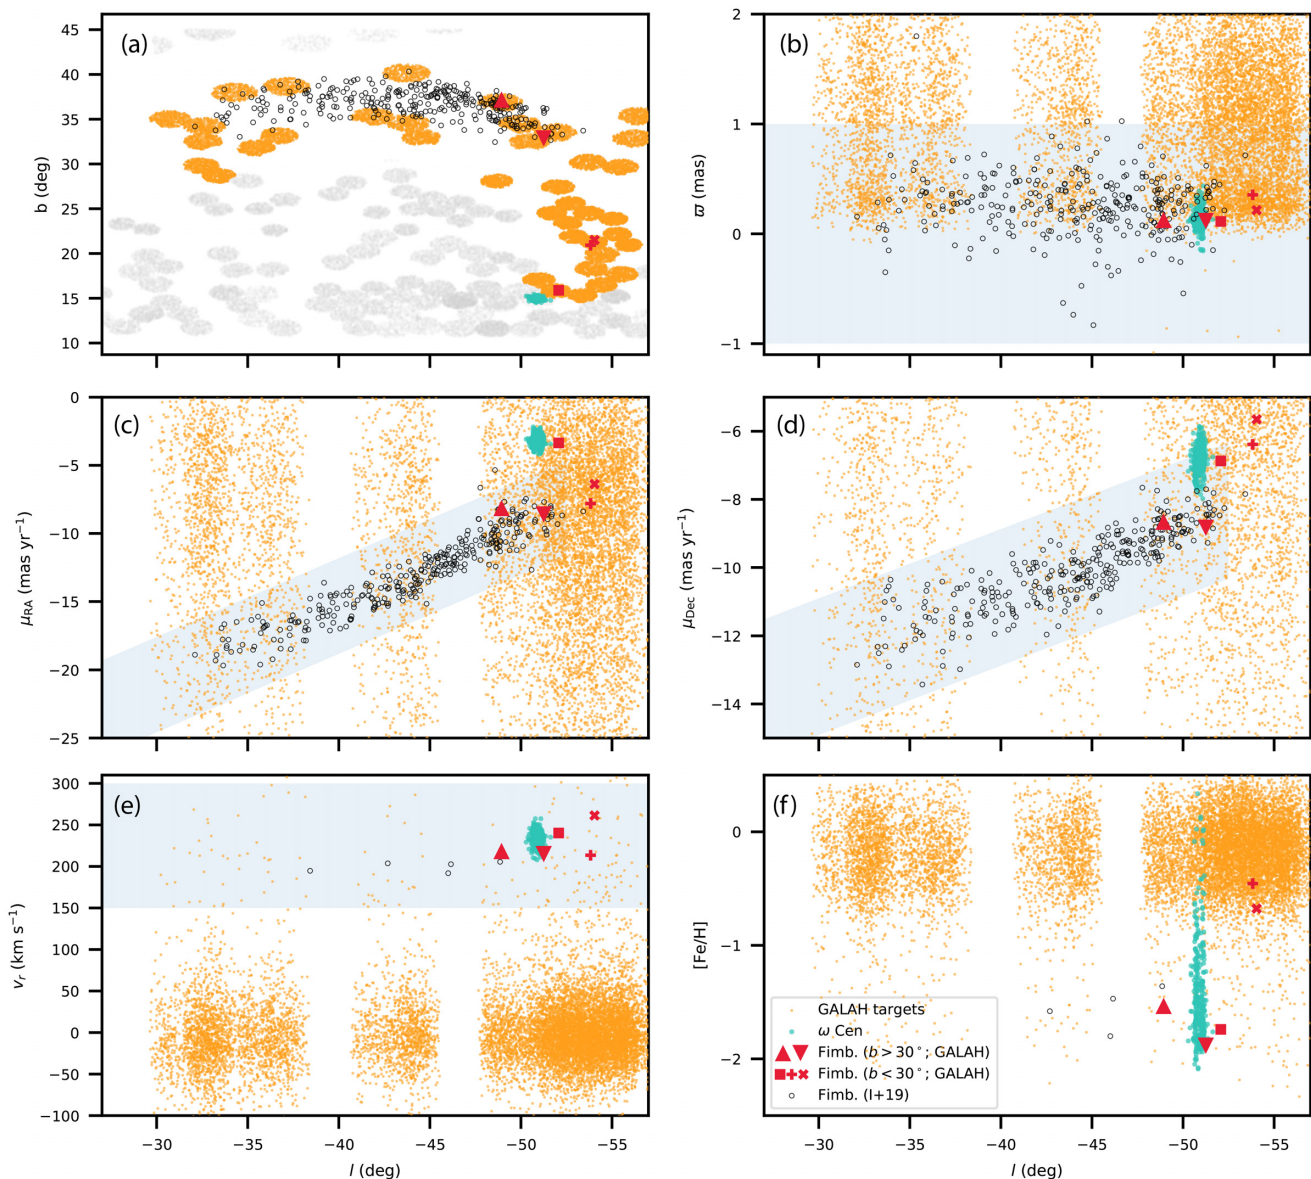 (a)
45
40
35
30
25
20
15
10
b (deg)
(b)
2
1
0
−1
ϖ (mas)
(c)
0
−5
−10
−15
−20
−25
μRA (mas yr−1)
(d)
−6
−8
−10
−12
−14
μDec (mas yr−1)
(e)
300
250
200
150
100
50
0
−50
−100
vr (km s−1)
−30 −35 −40 −45 −50 −55
l (deg)
(f)
0
−1
−2
[Fe/H]
GALAH targets
ω Cen
Fimb. (b > 30°; GALAH)
Fimb. (b < 30°; GALAH)
Fimb. (I+19)
−30 −35 −40 −45 −50 −55
l (deg)